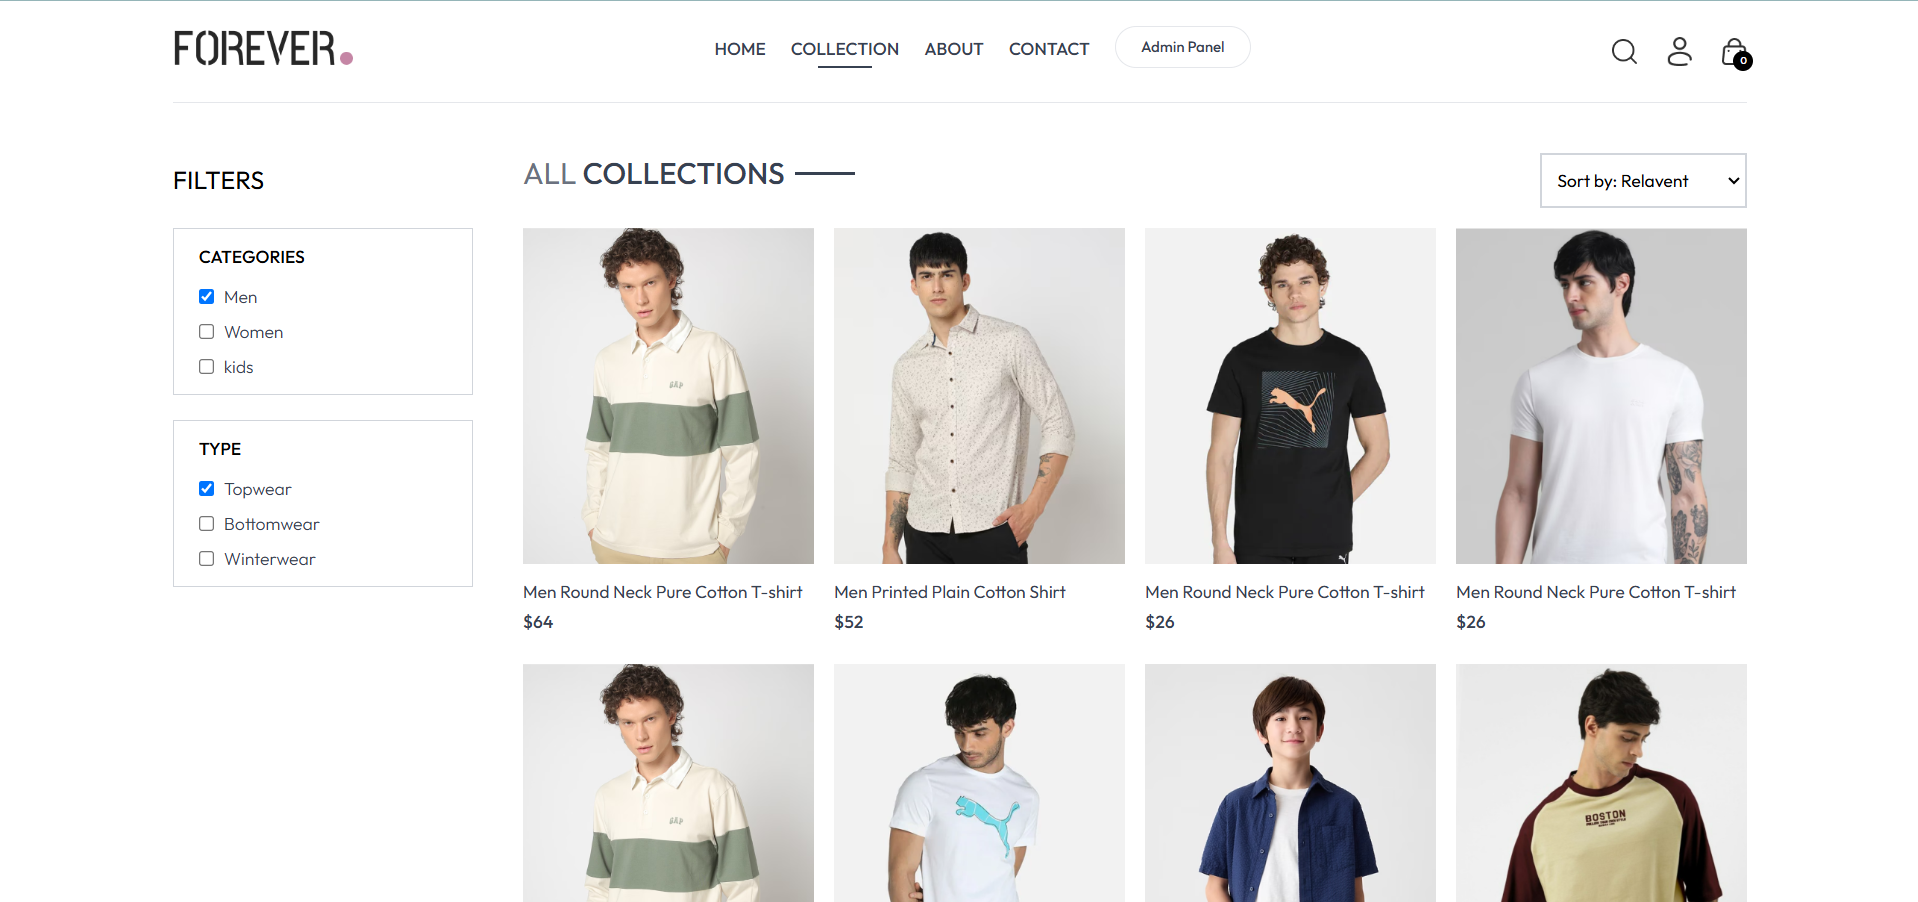 FOREVER.
HOME COLLECTION ABOUT CONTACT Admin Panel
0
FILTERS
ALL COLLECTIONS
Sort by: Relavent
CATEGORIES
Men
Women
kids
TYPE
Topwear
Bottomwear
Winterwear
GAP
Men Round Neck Pure Cotton T-shirt
$64
Men Printed Plain Cotton Shirt
$52
Men Round Neck Pure Cotton T-shirt
$26
Men Round Neck Pure Cotton T-shirt
$26
GAP
BOSTON